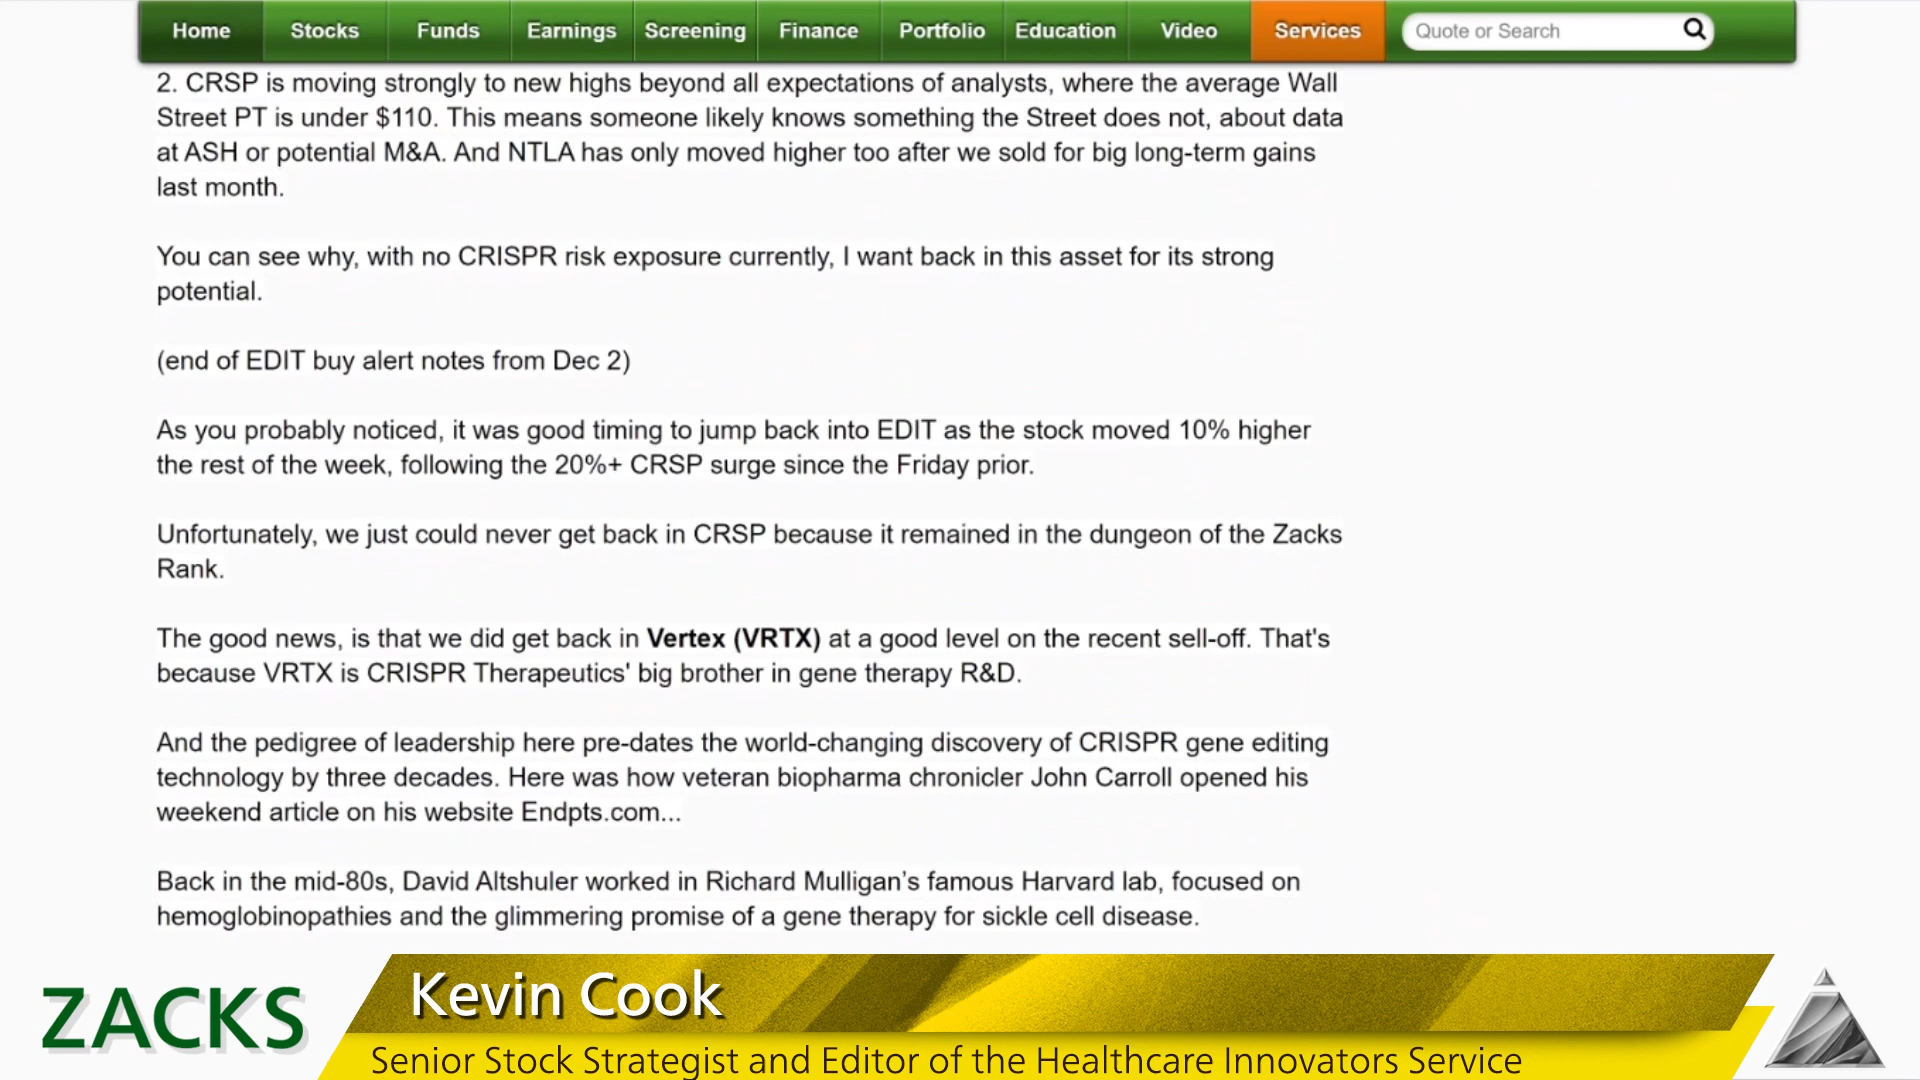 Home Stocks Funds Earnings Screening Finance Portfolio Education Video Services Quote or Search
2. CRSP is moving strongly to new highs beyond all expectations of analysts, where the average Wall
Street PT is under $110. This means someone likely knows something the Street does not, about data
at ASH or potential M&A. And NTLA has only moved higher too after we sold for big long-term gains
last month.
You can see why, with no CRISPR risk exposure currently, I want back in this asset for its strong
potential.
(end of EDIT buy alert notes from Dec 2)
As you probably noticed, it was good timing to jump back into EDIT as the stock moved 10% higher
the rest of the week, following the 20%+ CRSP surge since the Friday prior.
Unfortunately, we just could never get back in CRSP because it remained in the dungeon of the Zacks
Rank.
The good news, is that we did get back in Vertex (VRTX) at a good level on the recent sell-off. That's
because VRTX is CRISPR Therapeutics' big brother in gene therapy R&D.
And the pedigree of leadership here pre-dates the world-changing discovery of CRISPR gene editing
technology by three decades. Here was how veteran biopharma chronicler John Carroll opened his
weekend article on his website Endpts.com...
Back in the mid-80s, David Altshuler worked in Richard Mulligan’s famous Harvard lab, focused on
hemoglobinopathies and the glimmering promise of a gene therapy for sickle cell disease.
ZACKS
Kevin Cook
Senior Stock Strategist and Editor of the Healthcare Innovators Service